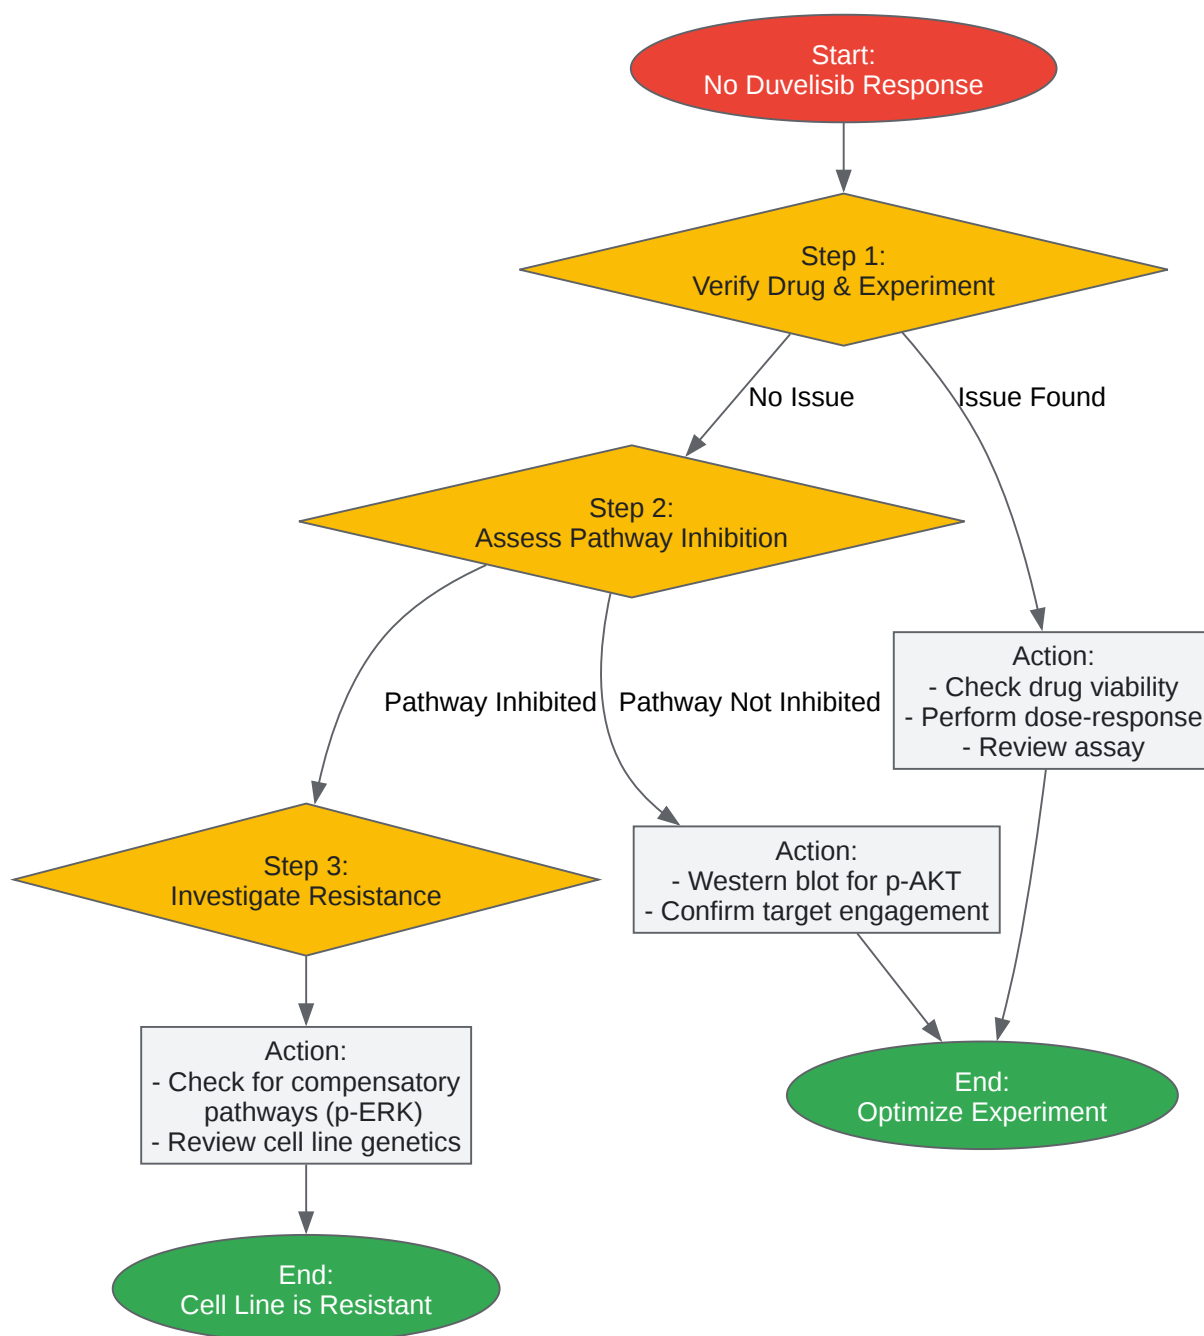 Start:
No Duvelisib Response
Step 1:
Verify Drug & Experiment
No Issue
Issue Found
Step 2:
Assess Pathway Inhibition
Pathway Inhibited
Pathway Not Inhibited
Action:
- Check drug viability
- Perform dose-response
- Review assay
Step 3:
Investigate Resistance
Action:
- Western blot for p-AKT
- Confirm target engagement
Action:
- Check for compensatory
pathways (p-ERK)
- Review cell line genetics
End:
Optimize Experiment
End:
Cell Line is Resistant